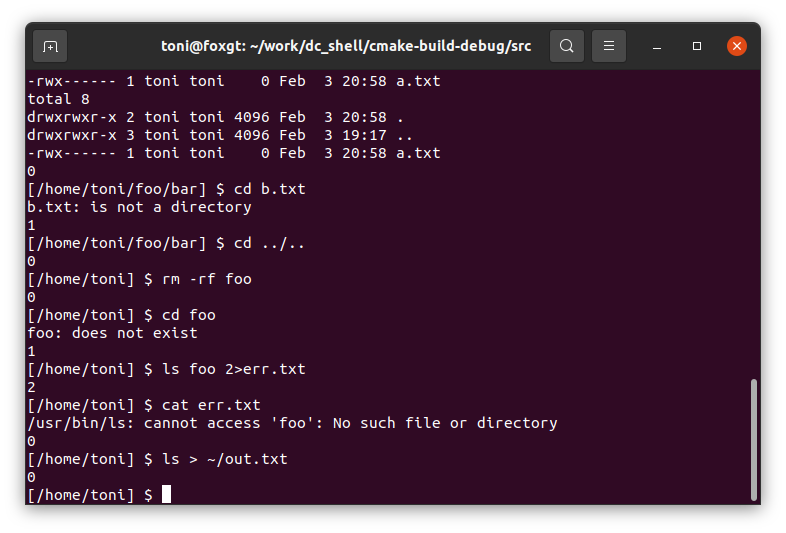 toni@foxgt: ~/work/dc_shell/cmake-build-debug/src
-rwx------ 1 toni toni    0 Feb  3 20:58 a.txt
total 8
drwxrwxr-x 2 toni toni 4096 Feb  3 20:58 .
drwxrwxr-x 3 toni toni 4096 Feb  3 19:17 ..
-rwx------ 1 toni toni    0 Feb  3 20:58 a.txt
0
[/home/toni/foo/bar] $ cd b.txt
b.txt: is not a directory
1
[/home/toni/foo/bar] $ cd ../..
0
[/home/toni] $ rm -rf foo
0
[/home/toni] $ cd foo
foo: does not exist
1
[/home/toni] $ ls foo 2>err.txt
2
[/home/toni] $ cat err.txt
/usr/bin/ls: cannot access 'foo': No such file or directory
0
[/home/toni] $ ls > ~/out.txt
0
[/home/toni] $